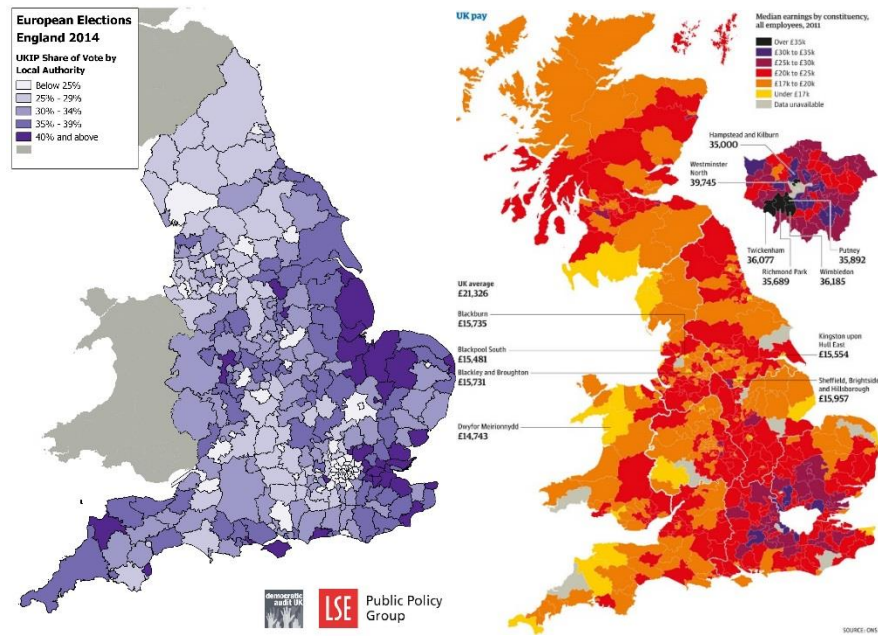 European Elections
England 2014
UKIP Share of Vote by
Local Authority
Below 25%
25% - 29%
30% - 34%
35% - 39%
40% and above
democratic
audit UK
LSE
Public Policy
Group
UK pay
Median earnings by constituency,
all employees, 2011
Over £35k
£30k to £35k
£25k to £30k
£20k to £25k
£17k to £20k
Under £17k
Data unavailable
Hampstead and Kilburn
35,000
Westminster
North
39,745
Twickenham
36,077
Richmond Park
35,689
Wimbledon
36,185
Putney
35,892
UK average
£21,326
Blackburn
£15,735
Blackpool South
£15,481
Blackley and Broughton
£15,731
Dwyfor Meirionnydd
£14,743
Kingston upon
Hull East
£15,554
Sheffield, Brightside
and Hillsborough
£15,957
SOURCE: ONS